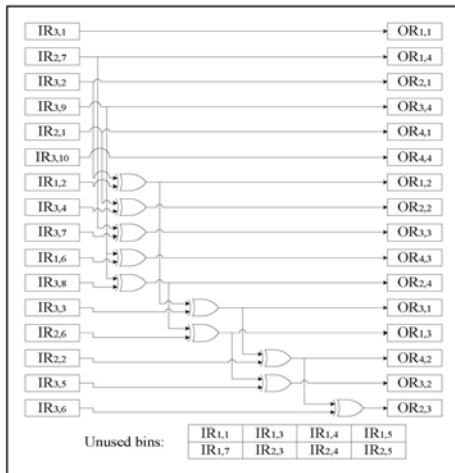 IR3,1 OR1,1
IR2,7 OR1,4
IR3,2 OR2,1
IR3,9 OR3,4
IR2,1 OR4,1
IR3,10 OR4,4
IR1,2 OR1,2
IR3,4 OR2,2
IR3,7 OR3,3
IR1,6 OR4,3
IR3,8 OR2,4
IR3,3 OR3,1
IR2,6 OR1,3
IR2,2 OR4,2
IR3,5 OR3,2
IR3,6 OR2,3
Unused bins: IR1,1 IR1,3 IR1,4 IR1,5
IR1,7 IR2,3 IR2,4 IR2,5